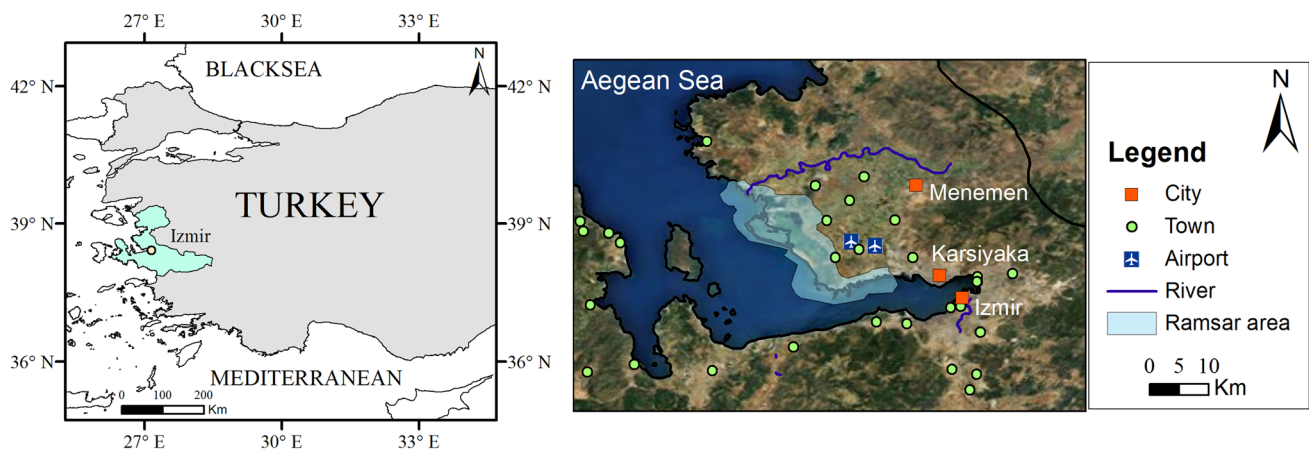 27° E 30° E 33° E
N
BLACKSEA
42° N 42° N
TURKEY
39° N 39° N
Izmir
36° N 36° N
MEDITERRANEAN
0 100 200
Km
27° E 30° E 33° E
Aegean Sea
Menemen
Karsiyaka
Izmir
N
Legend
City
Town
Airport
River
Ramsar area
0 5 10
Km